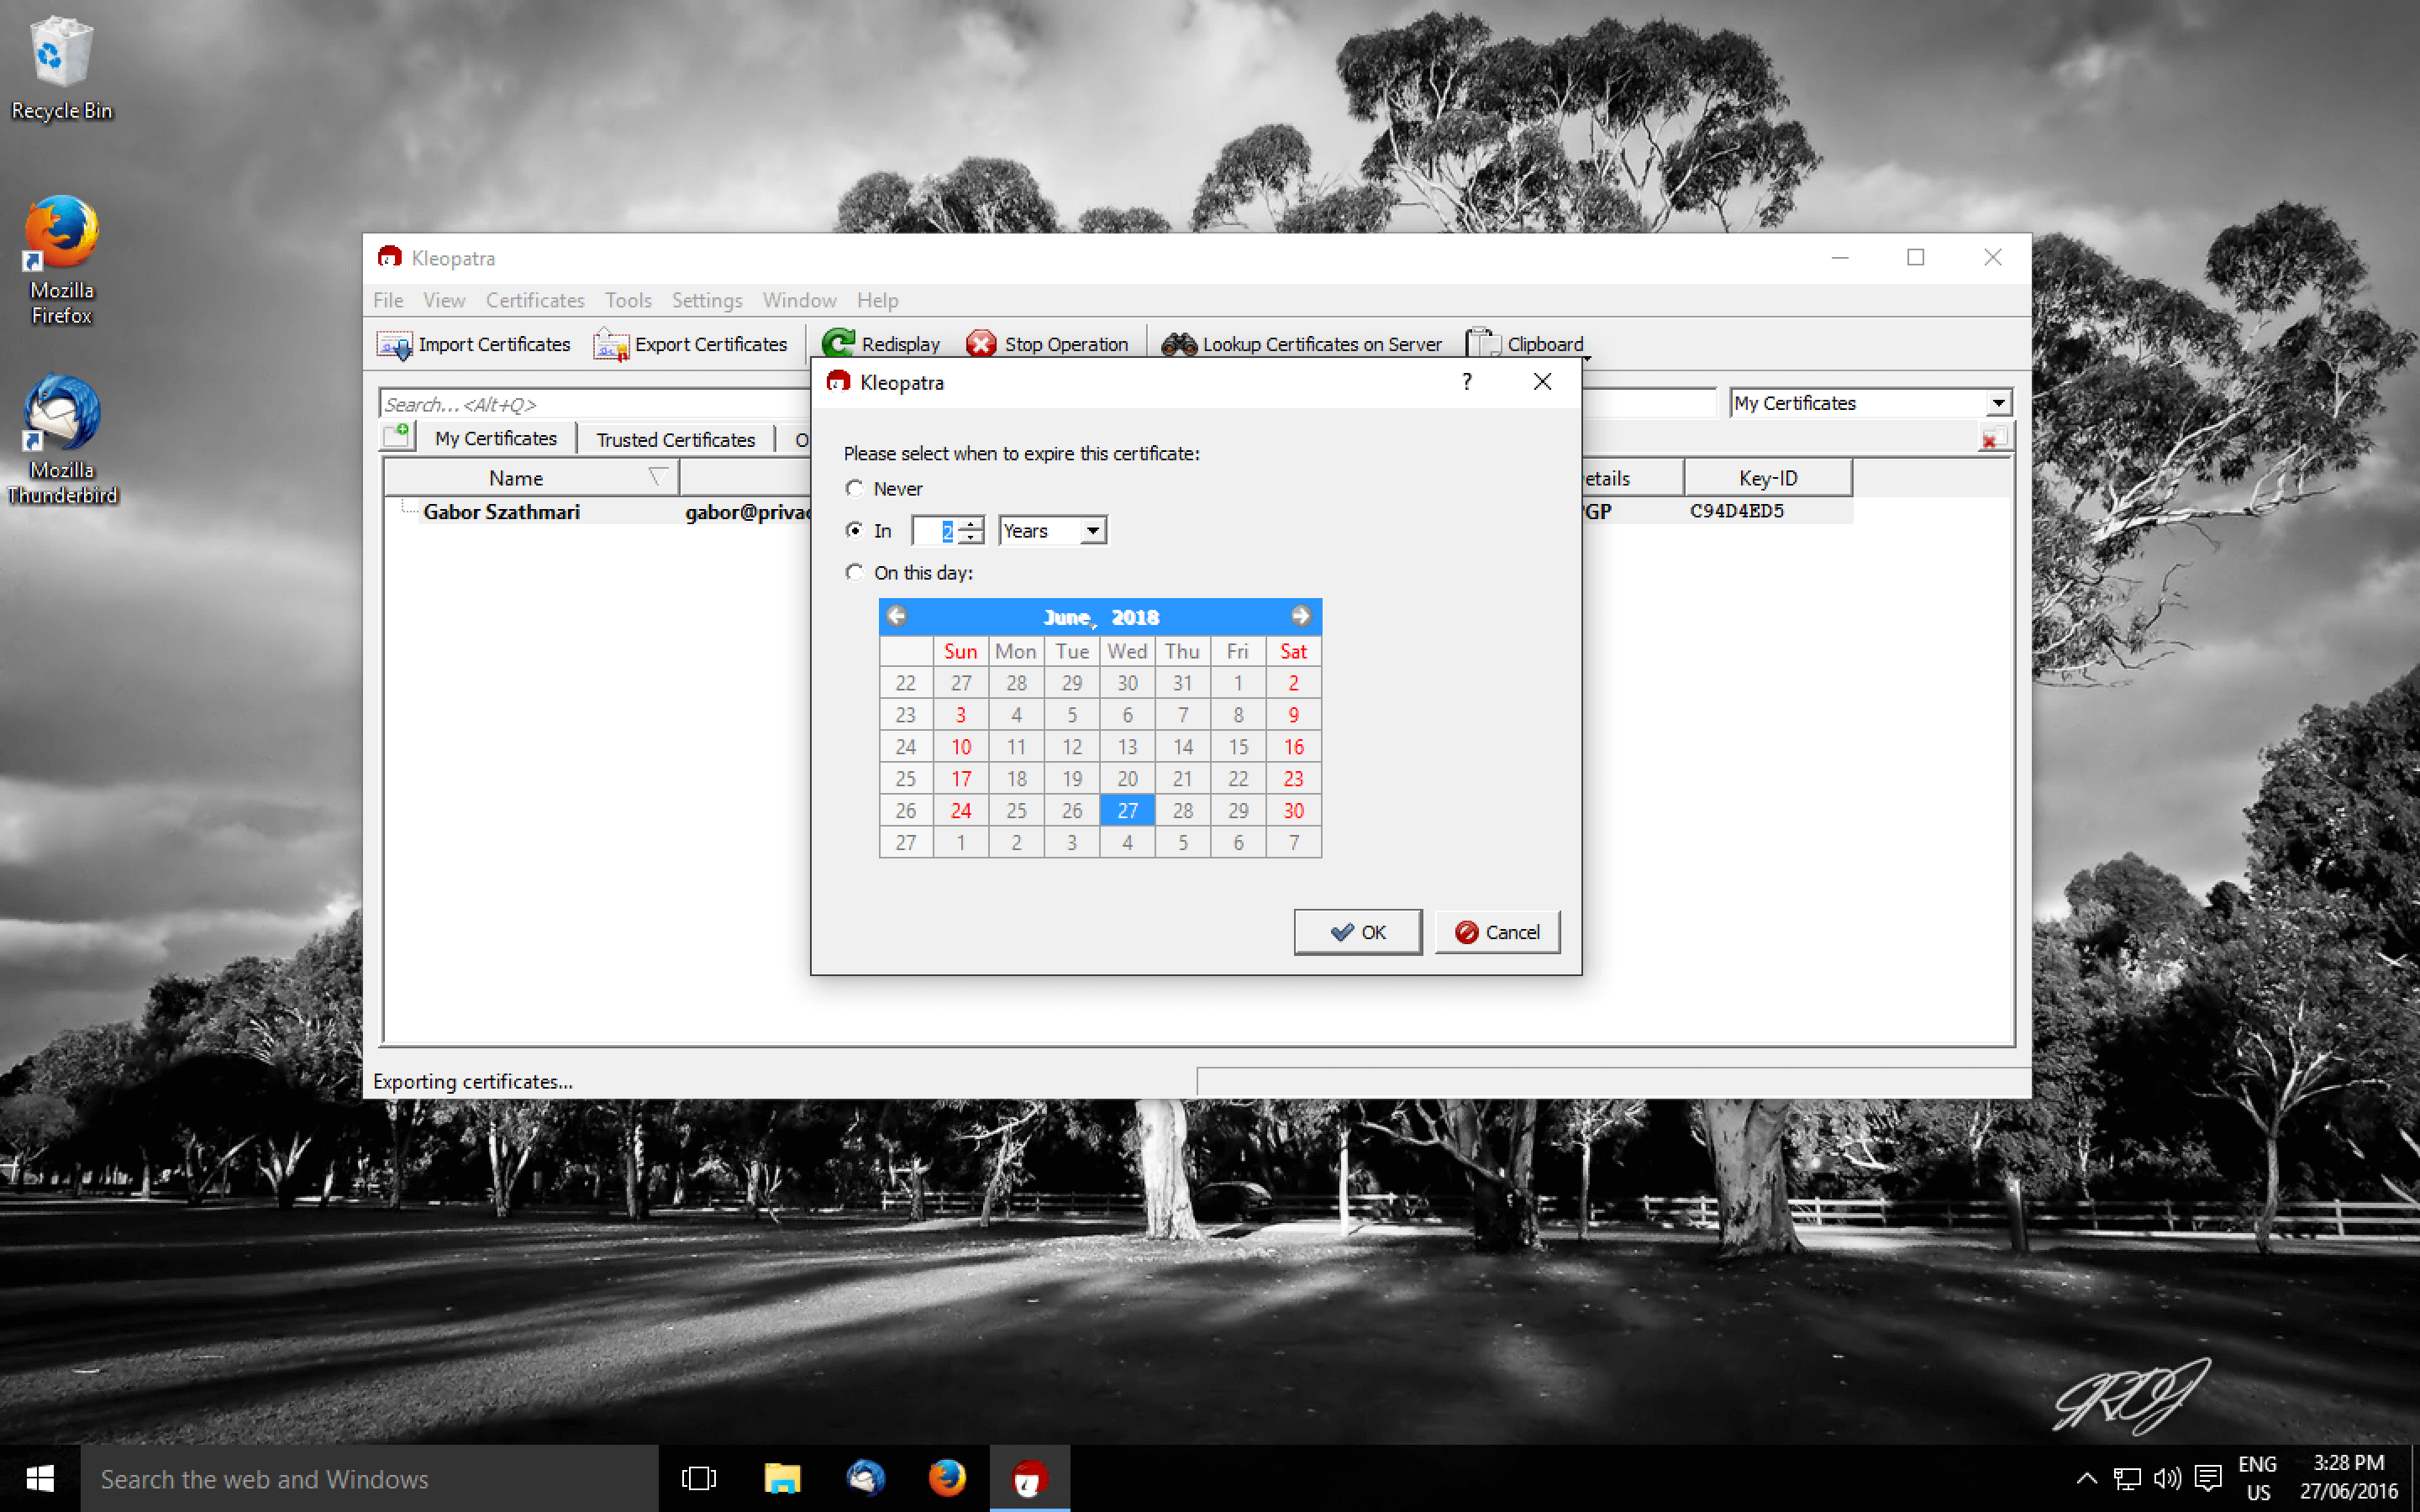 Recycle Bin
Mozilla
Firefox
Mozilla
Thunderbird
Kleopatra
File View Certificates Tools Settings Window Help
Import Certificates Export Certificates Redisplay Stop Operation Lookup Certificates on Server Clipboard
Search... <Alt+Q> My Certificates
My Certificates Trusted Certificates O
Name etails Key-ID
Gabor Szathmari gabor@privac PGP C94D4ED5
Kleopatra ?
Please select when to expire this certificate:
Never
In 2 Years
On this day:
June, 2018
Sun Mon Tue Wed Thu Fri Sat
22 27 28 29 30 31 1 2
23 3 4 5 6 7 8 9
24 10 11 12 13 14 15 16
25 17 18 19 20 21 22 23
26 24 25 26 27 28 29 30
27 1 2 3 4 5 6 7
OK Cancel
Exporting certificates...
Search the web and Windows
ENG
US
3:28 PM
27/06/2016